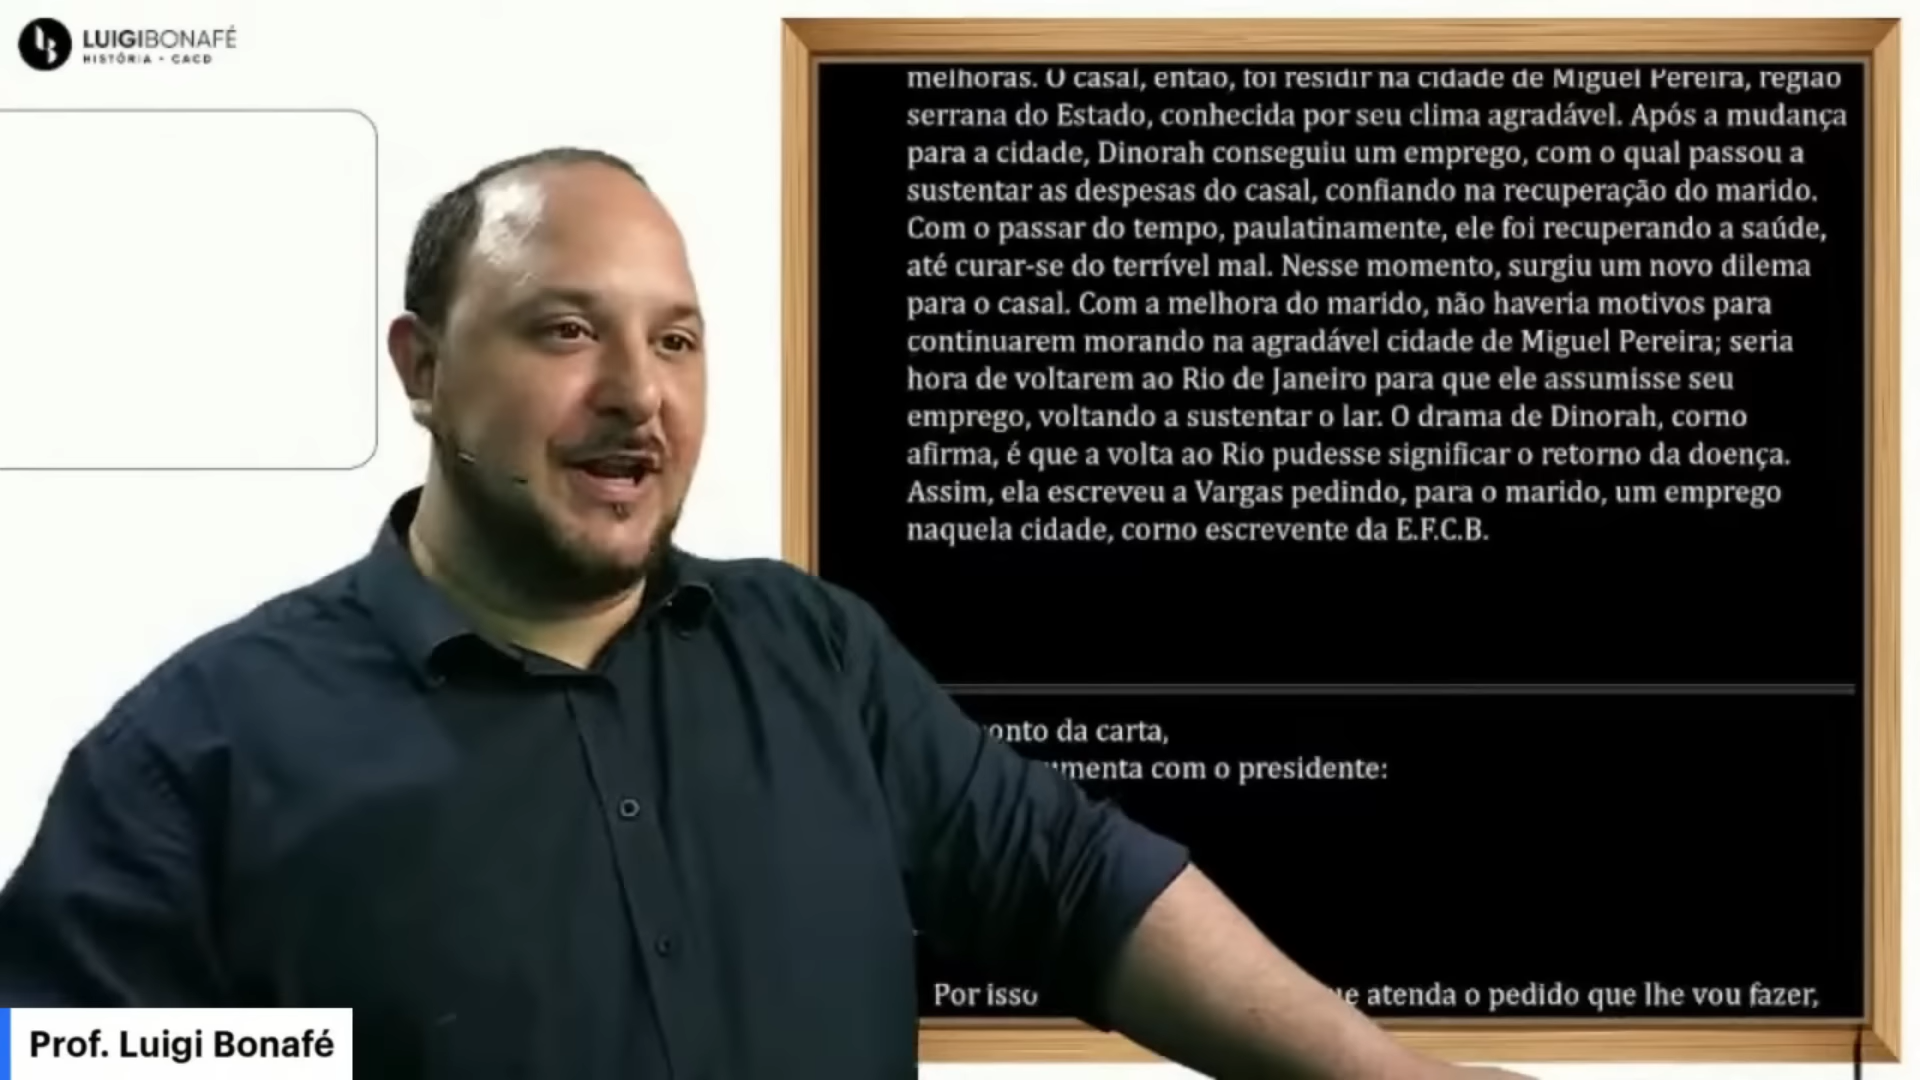 LUIGIBONAFÉ
HISTÓRIA - CACD
melhoras. O casal, então, foi residir na cidade de Miguel Pereira, região
serrana do Estado, conhecida por seu clima agradável. Após a mudança
para a cidade, Dinorah conseguiu um emprego, com o qual passou a
sustentar as despesas do casal, confiando na recuperação do marido.
Com o passar do tempo, paulatinamente, ele foi recuperando a saúde,
até curar-se do terrível mal. Nesse momento, surgiu um novo dilema
para o casal. Com a melhora do marido, não haveria motivos para
continuarem morando na agradável cidade de Miguel Pereira; seria
hora de voltarem ao Rio de Janeiro para que ele assumisse seu
emprego, voltando a sustentar o lar. O drama de Dinorah, corno
afirma, é que a volta ao Rio pudesse significar o retorno da doença.
Assim, ela escreveu a Vargas pedindo, para o marido, um emprego
naquela cidade, corno escrevente da E.F.C.B.
da carta,
com o presidente:
Por isso atenda o pedido que lhe vou fazer,
Prof. Luigi Bonafé